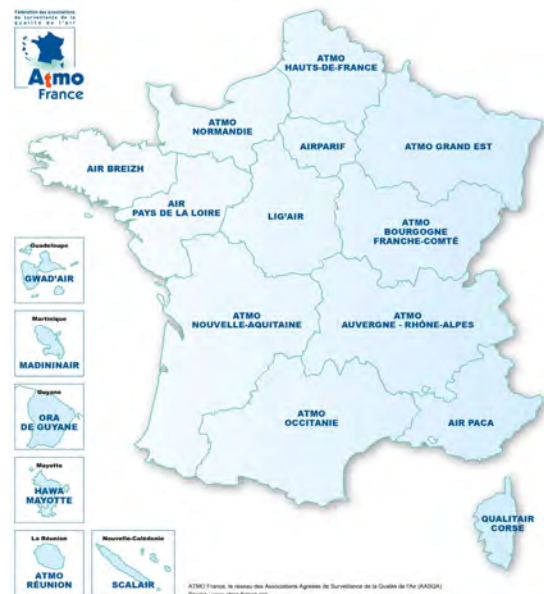 Fédération des associations
de surveillance de la
qualité de l'air
Atmo
France
ATMO
HAUTS-DE-FRANCE
ATMO
NORMANDIE
AIRPARIF
ATMO GRAND EST
AIR BREIZH
AIR
PAYS DE LA LOIRE
LIG'AIR
ATMO
BOURGOGNE
FRANCHE-COMTÉ
Guadeloupe
GWAD'AIR
ATMO
NOUVELLE-AQUITAINE
ATMO
AUVERGNE - RHÔNE-ALPES
Martinique
MADININAIR
Guyane
ORA
DE GUYANE
ATMO
OCCITANIE
AIR PACA
Mayotte
HAWA
MAYOTTE
QUALITAIR
CORSE
La Réunion
ATMO
RÉUNION
Nouvelle-Calédonie
SCALAIR
ATMO France, le réseau des Associations Agréées de Surveillance de la Qualité de l'Air (AASQA)